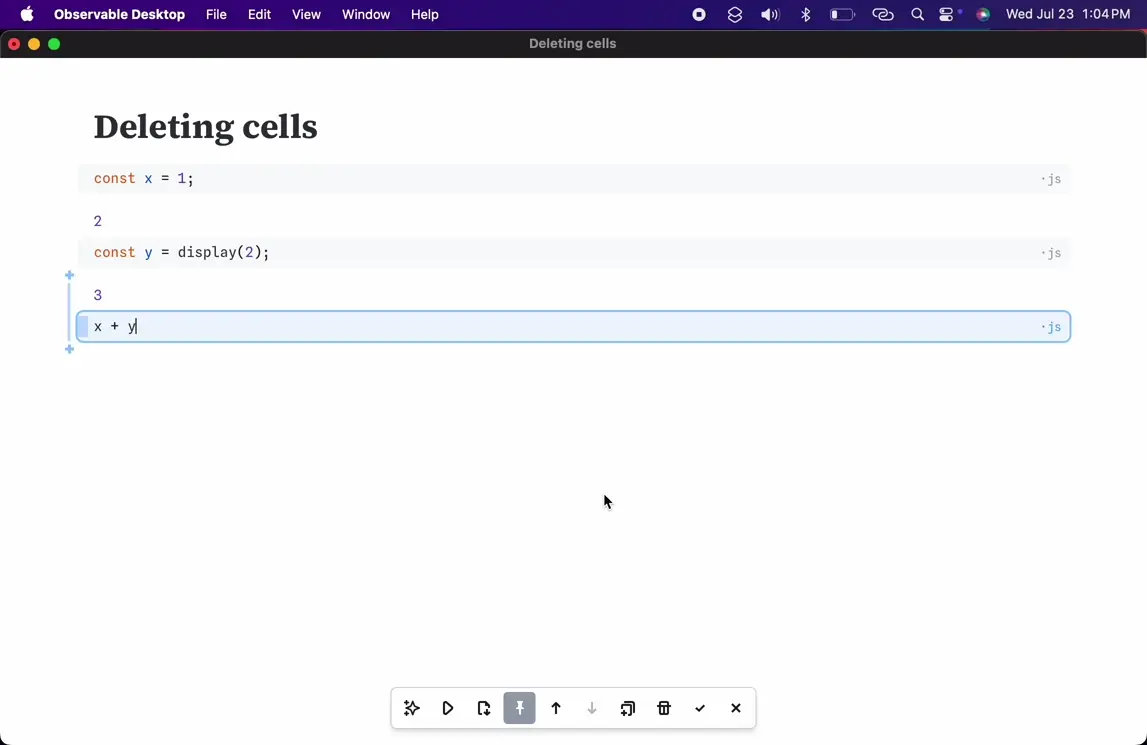 Observable Desktop File Edit View Window Help Wed Jul 23 1:04 PM
Deleting cells
Deleting cells
const x = 1; ·js
2
const y = display(2); ·js
3
x + y ·js